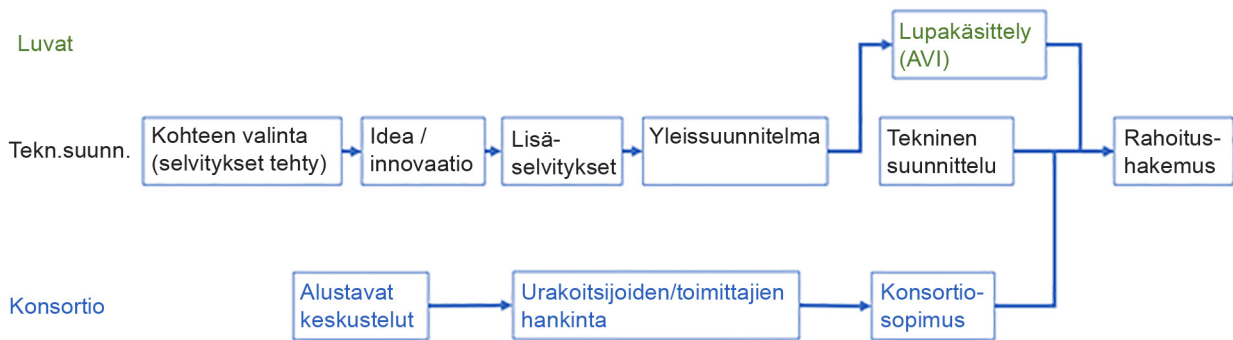 Luvat
Lupakäsittely
(AVI)
Tekn.suunn.
Kohteen valinta
(selvitykset tehty)
Idea /
innovaatio
Lisä-
selvitykset
Yleissuunnitelma
Tekninen
suunnittelu
Rahoitus-
hakemus
Konsortio
Alustavat
keskustelut
Urakoitsijoiden/toimittajien
hankinta
Konsortio-
sopimus